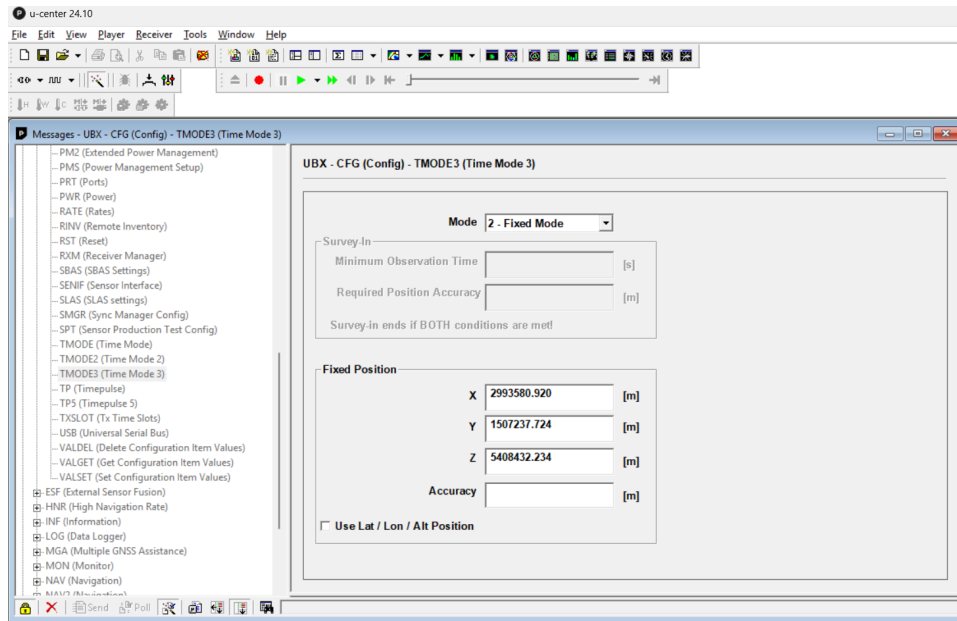 u-center 24.10
File Edit View Player Receiver Tools Window Help
Messages - UBX - CFG (Config) - TMODE3 (Time Mode 3)
PM2 (Extended Power Management)
PMS (Power Management Setup)
PRT (Ports)
PWR (Power)
RATE (Rates)
RINV (Remote Inventory)
RST (Reset)
RXM (Receiver Manager)
SBAS (SBAS Settings)
SENIF (Sensor Interface)
SLAS (SLAS settings)
SMGR (Sync Manager Config)
SPT (Sensor Production Test Config)
TMODE (Time Mode)
TMODE2 (Time Mode 2)
TMODE3 (Time Mode 3)
TP (Timepulse)
TP5 (Timepulse 5)
TXSLOT (Tx Time Slots)
USB (Universal Serial Bus)
VALDEL (Delete Configuration Item Values)
VALGET (Get Configuration Item Values)
VALSET (Set Configuration Item Values)
ESF (External Sensor Fusion)
HNR (High Navigation Rate)
INF (Information)
LOG (Data Logger)
MGA (Multiple GNSS Assistance)
MON (Monitor)
NAV (Navigation)
NAV2 (Navigation)
UBX - CFG (Config) - TMODE3 (Time Mode 3)
Mode 2 - Fixed Mode
Survey-In
Minimum Observation Time [s]
Required Position Accuracy [m]
Survey-in ends if BOTH conditions are met!
Fixed Position
X 2993580.920 [m]
Y 1507237.724 [m]
Z 5408432.234 [m]
Accuracy [m]
Use Lat / Lon / Alt Position
Send Poll